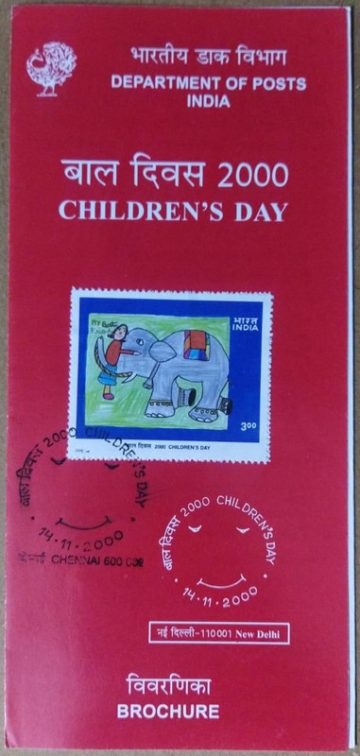 भारतीय डाक विभाग
DEPARTMENT OF POSTS
INDIA
बाल दिवस 2000
CHILDREN'S DAY
भारत
INDIA
3.00
बाल दिवस 2000 CHILDREN'S DAY
बाल दिवस 2000 CHILDREN'S DAY
14.11.2000
CHENNAI 600 002
बाल दिवस 2000 CHILDREN'S DAY
14.11.2000
नई दिल्ली-110001 New Delhi
विवरणिका
BROCHURE